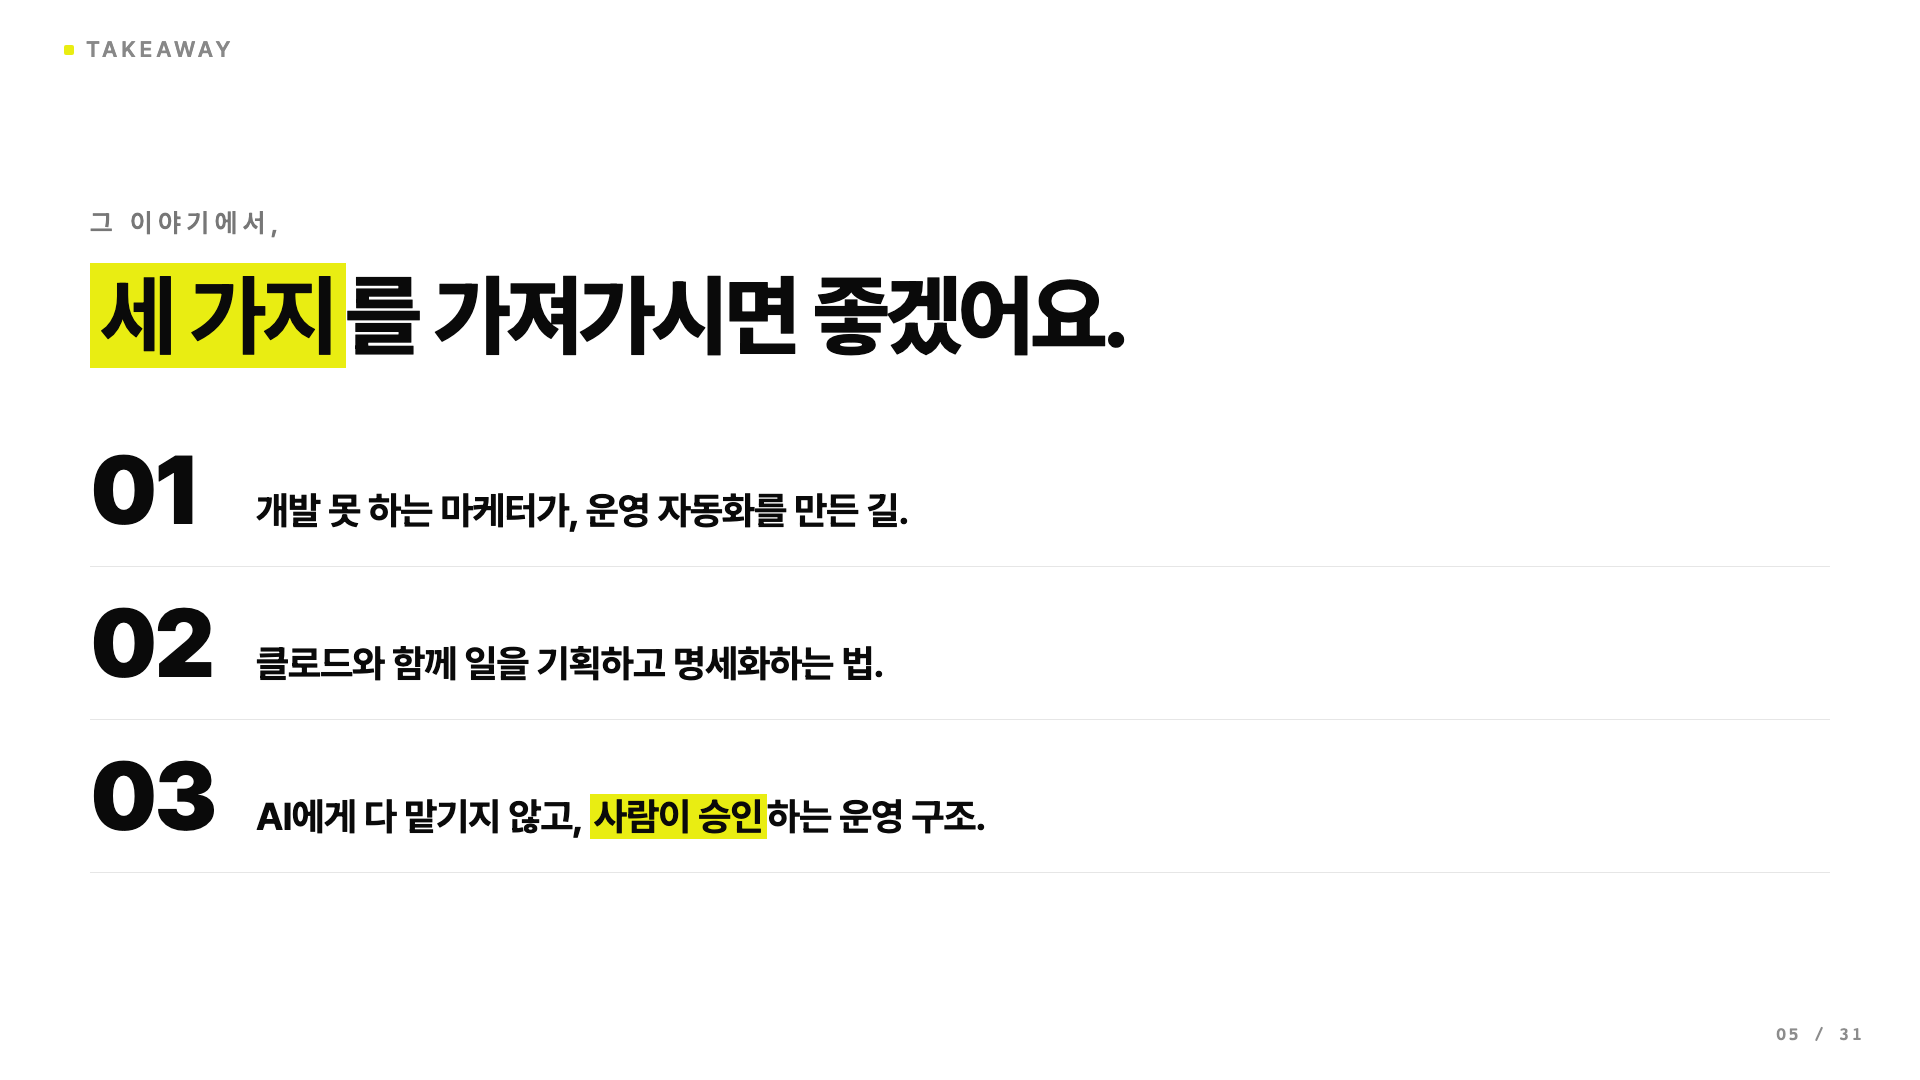 TAKEAWAY
그 이야기에서,
세 가지를 가져가시면 좋겠어요.
01 개발 못 하는 마케터가, 운영 자동화를 만든 길.
02 클로드와 함께 일을 기획하고 명세화하는 법.
03 AI에게 다 맡기지 않고, 사람이 승인하는 운영 구조.
05 / 31